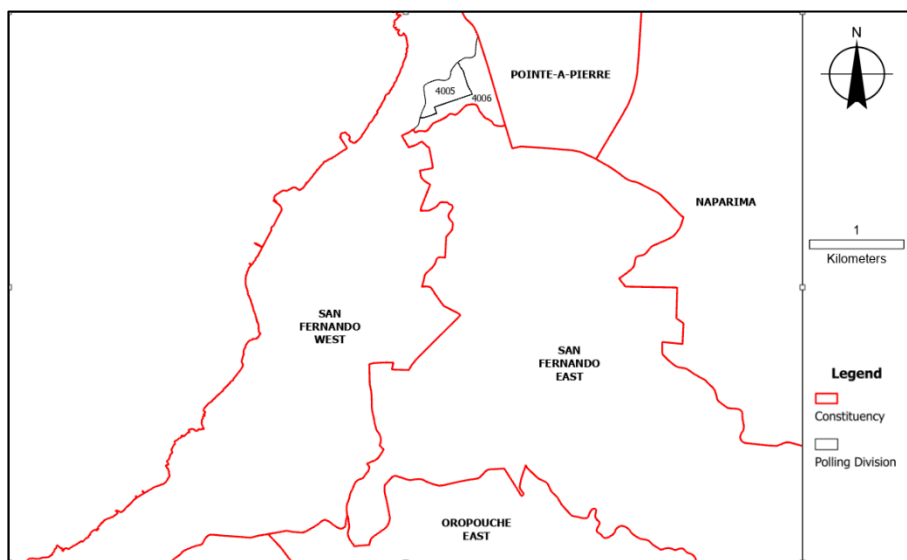 N
POINTE-A-PIERRE
4005
4006
NAPARIMA
1
Kilometers
SAN
FERNANDO
WEST
SAN
FERNANDO
EAST
Legend
Constituency
Polling Division
OROPOUCHE
EAST